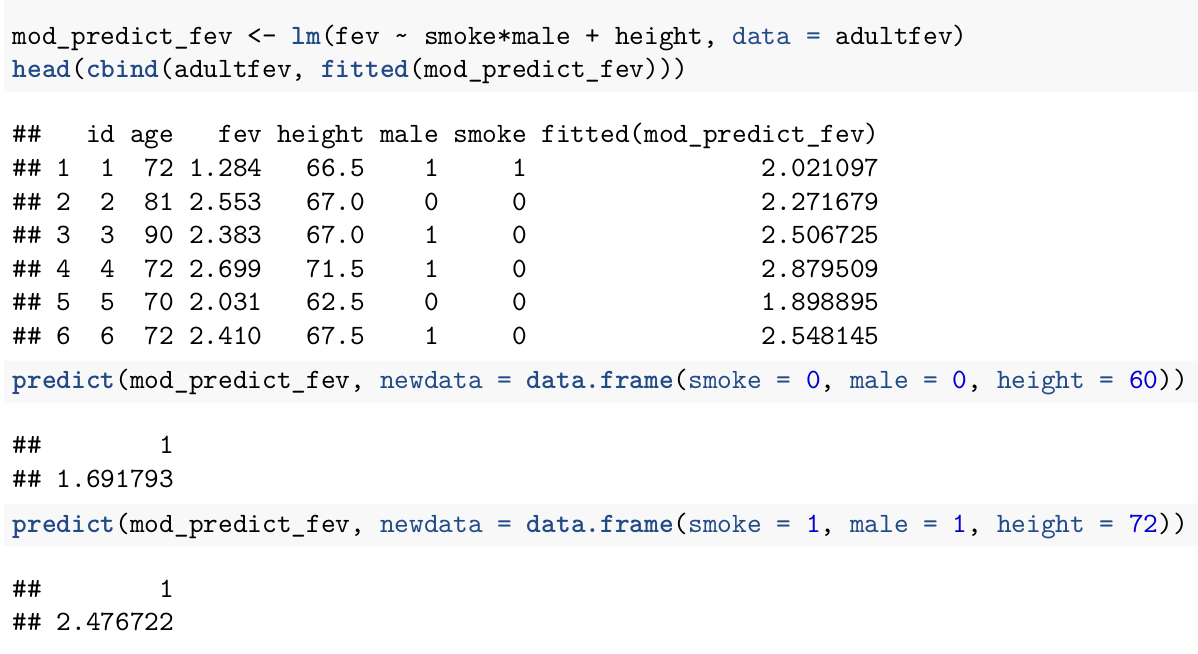 mod_predict_fev <- lm(fev ~ smoke*male + height, data = adultfev)
head(cbind(adultfev, fitted(mod_predict_fev)))
##   id age   fev height male smoke fitted(mod_predict_fev)
## 1  1  72 1.284   66.5    1     1                2.021097
## 2  2  81 2.553   67.0    0     0                2.271679
## 3  3  90 2.383   67.0    1     0                2.506725
## 4  4  72 2.699   71.5    1     0                2.879509
## 5  5  70 2.031   62.5    0     0                1.898895
## 6  6  72 2.410   67.5    1     0                2.548145
predict(mod_predict_fev, newdata = data.frame(smoke = 0, male = 0, height = 60))
##        1
## 1.691793
predict(mod_predict_fev, newdata = data.frame(smoke = 1, male = 1, height = 72))
##        1
## 2.476722